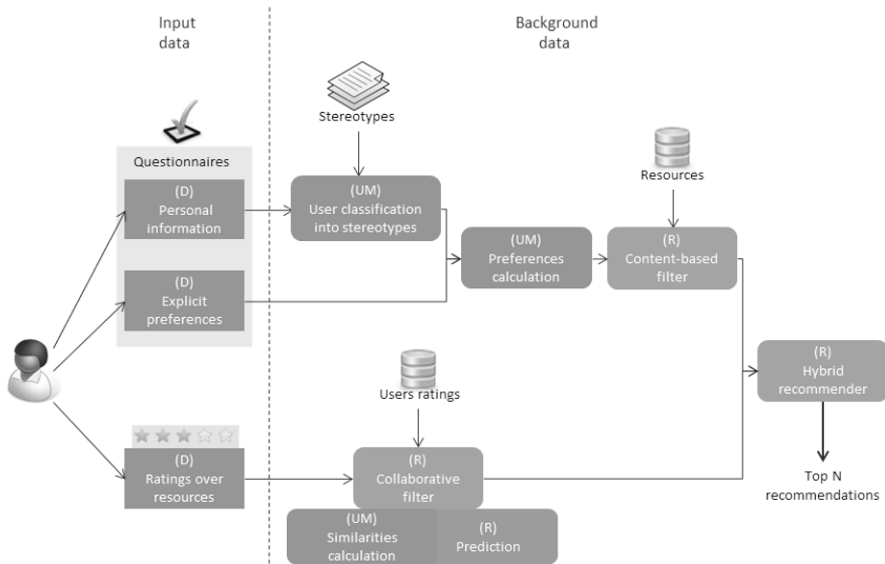 Input
data
Background
data
Stereotypes
Questionnaires
Resources
(D)
Personal
information
(UM)
User classification
into stereotypes
(UM)
Preferences
calculation
(R)
Content-based
filter
(D)
Explicit
preferences
Users ratings
(R)
Hybrid
recommender
(D)
Ratings over
resources
(R)
Collaborative
filter
Top N
recommendations
(UM)
Similarities
calculation
(R)
Prediction